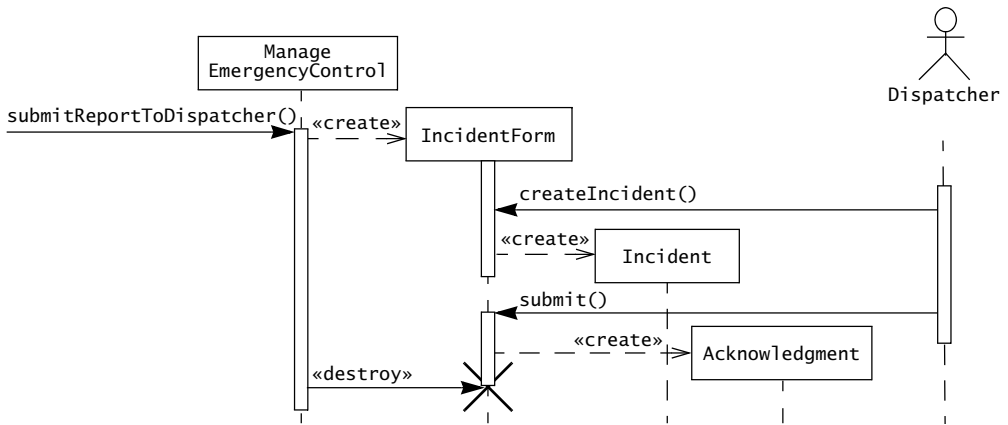 Manage
EmergencyControl
Dispatcher
submitReportToDispatcher()
«create»
IncidentForm
createIncident()
«create»
Incident
submit()
«create»
Acknowledgment
«destroy»